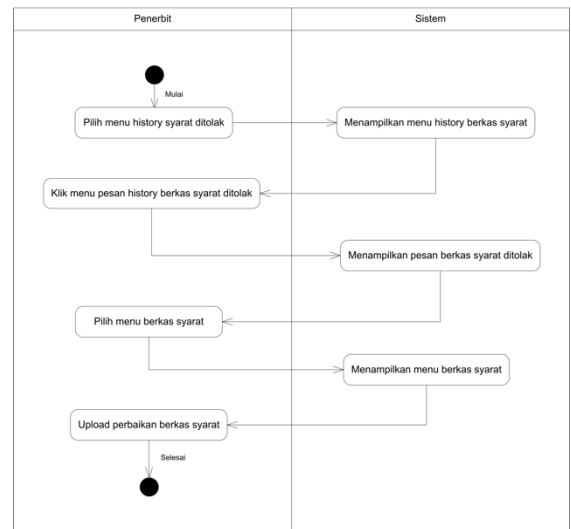 Penerbit
Sistem
Mulai
Pilih menu history syarat ditolak
Menampilkan menu history berkas syarat
Klik menu pesan history berkas syarat ditolak
Menampilkan pesan berkas syarat ditolak
Pilih menu berkas syarat
Menampilkan menu berkas syarat
Upload perbaikan berkas syarat
Selesai